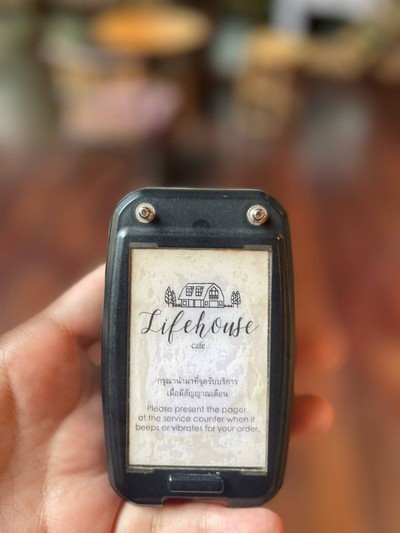 Lifehouse
cafe
กรุณานำมาที่จุดรับบริการ
เมื่อมีสัญญาณเตือน
Please present the pager
at the service counter when it
beeps or vibrates for your order.